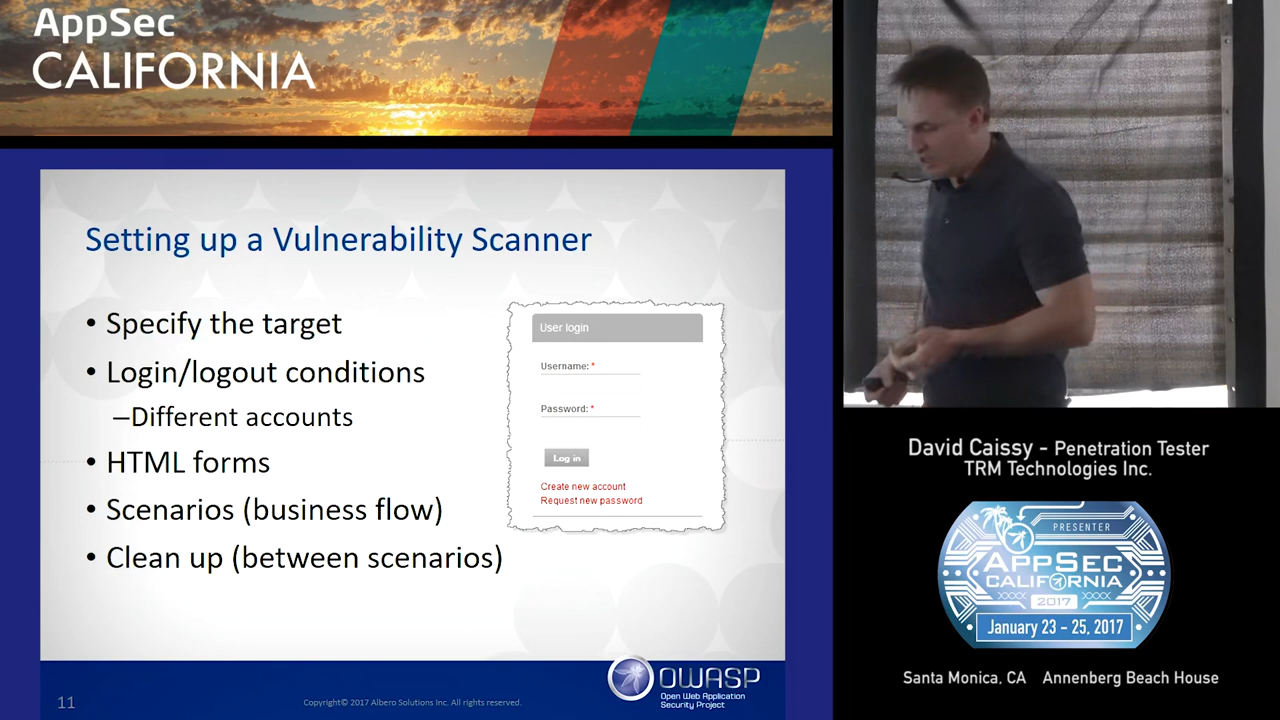 AppSec
CALIFORNIA
Setting up a Vulnerability Scanner
• Specify the target
• Login/logout conditions
–Different accounts
• HTML forms
• Scenarios (business flow)
• Clean up (between scenarios)
User login
Username: *
Password: *
Log in
Create new account
Request new password
11
Copyright© 2017 Albero Solutions Inc. All rights reserved.
OWASP
Open Web Application
Security Project
David Caissy - Penetration Tester
TRM Technologies Inc.
PRESENTER
APPSEC
CALIFORNIA
2017
January 23 - 25, 2017
Santa Monica, CA Annenberg Beach House